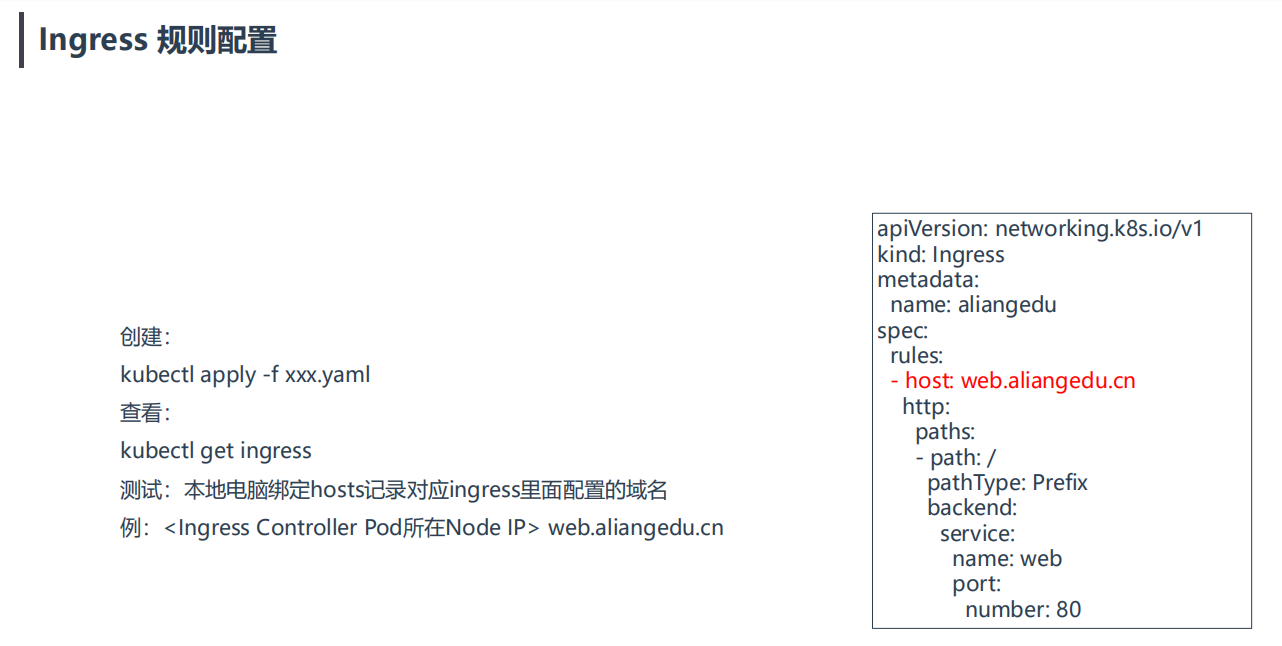 Ingress 规则配置
创建：
kubectl apply -f xxx.yaml
查看：
kubectl get ingress
测试：本地电脑绑定hosts记录对应ingress里面配置的域名
例：<Ingress Controller Pod所在Node IP> web.aliangedu.cn
apiVersion: networking.k8s.io/v1
kind: Ingress
metadata:
  name: aliangedu
spec:
  rules:
  - host: web.aliangedu.cn
    http:
      paths:
      - path: /
        pathType: Prefix
        backend:
          service:
            name: web
            port:
              number: 80